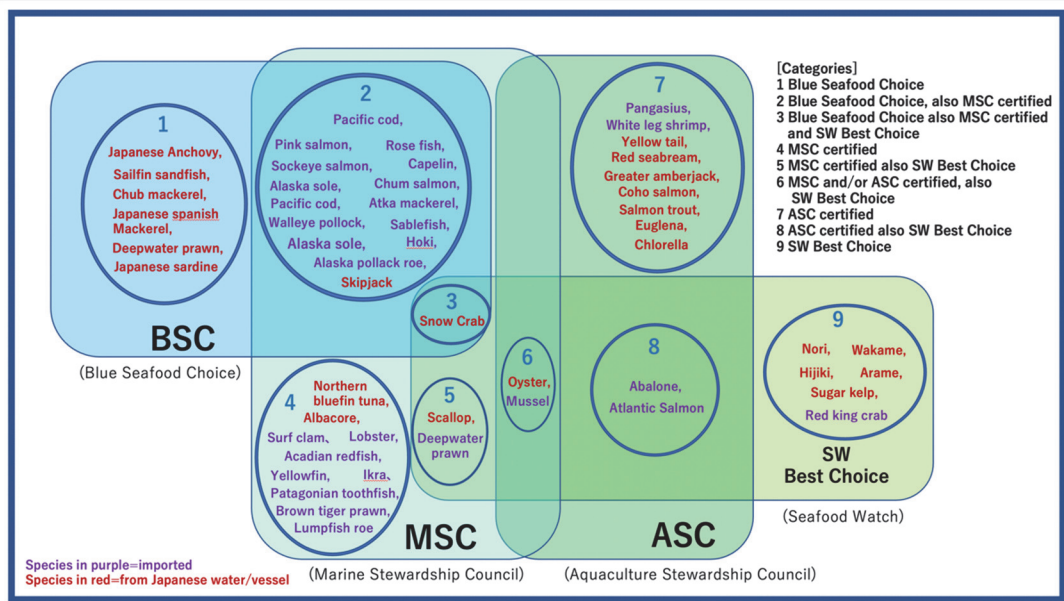 1
Japanese Anchovy,
Sailfin sandfish,
Chub mackerel,
Japanese spanish
Mackerel,
Deepwater prawn,
Japanese sardine
BSC
(Blue Seafood Choice)
2
Pacific cod,
Pink salmon, Rose fish,
Sockeye salmon, Capelin,
Alaska sole, Chum salmon,
Pacific cod, Atka mackerel,
Walleye pollock, Sablefish,
Alaska sole, Hoki,
Alaska pollack roe,
Skipjack
3
Snow Crab
4
Northern
bluefin tuna,
Albacore,
Surf clam、 Lobster,
Acadian redfish,
Yellowfin, Ikra、
Patagonian toothfish,
Brown tiger prawn,
Lumpfish roe
5
Scallop,
Deepwater
prawn
MSC
(Marine Stewardship Council)
6
Oyster,
Mussel
7
Pangasius,
White leg shrimp,
Yellow tail,
Red seabream,
Greater amberjack,
Coho salmon,
Salmon trout,
Euglena,
Chlorella
8
Abalone,
Atlantic Salmon
ASC
(Aquaculture Stewardship Council)
9
Nori, Wakame,
Hijiki, Arame,
Sugar kelp,
Red king crab
SW
Best Choice
(Seafood Watch)
[Categories]
1 Blue Seafood Choice
2 Blue Seafood Choice, also MSC certified
3 Blue Seafood Choice also MSC certified
and SW Best Choice
4 MSC certified
5 MSC certified also SW Best Choice
6 MSC and/or ASC certified, also
SW Best Choice
7 ASC certified
8 ASC certified also SW Best Choice
9 SW Best Choice
Species in purple=imported
Species in red=from Japanese water/vessel